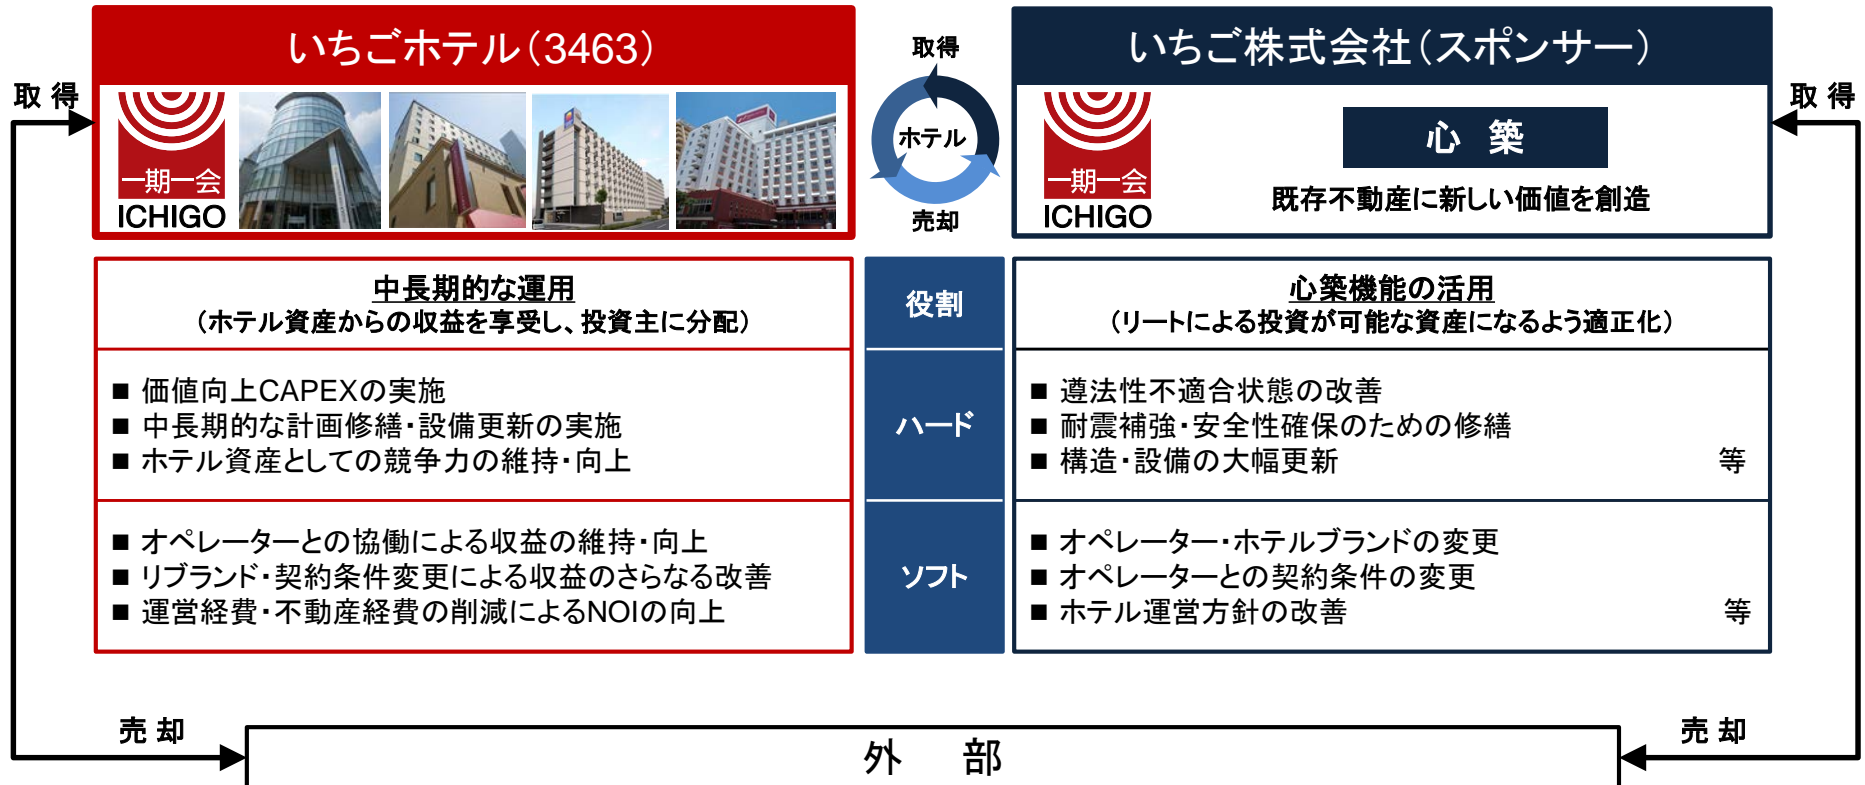 いちごホテル（3463）
取得
いちご株式会社（スポンサー）
取 得
取 得
ホテル
心 築
一期一会
ICHIGO
一期一会
ICHIGO
既存不動産に新しい価値を創造
売却
中長期的な運用
（ホテル資産からの収益を享受し、投資主に分配）
役割
心築機能の活用
（リートによる投資が可能な資産になるよう適正化）
■ 価値向上CAPEXの実施
■ 中長期的な計画修繕・設備更新の実施
■ ホテル資産としての競争力の維持・向上
ハード
■ 遵法性不適合状態の改善
■ 耐震補強・安全性確保のための修繕
■ 構造・設備の大幅更新 等
■ オペレーターとの協働による収益の維持・向上
■ リブランド・契約条件変更による収益のさらなる改善
■ 運営経費・不動産経費の削減によるNOIの向上
ソフト
■ オペレーター・ホテルブランドの変更
■ オペレーターとの契約条件の変更
■ ホテル運営方針の改善 等
売 却
売 却
外 部